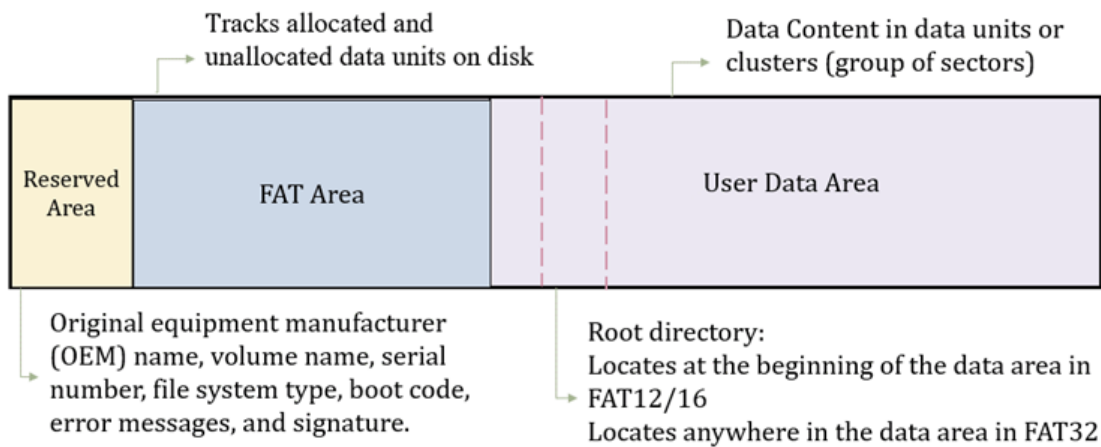 Tracks allocated and
unallocated data units on disk
Data Content in data units or
clusters (group of sectors)
Reserved
Area
FAT Area
User Data Area
Original equipment manufacturer
(OEM) name, volume name, serial
number, file system type, boot code,
error messages, and signature.
Root directory:
Locates at the beginning of the data area in
FAT12/16
Locates anywhere in the data area in FAT32